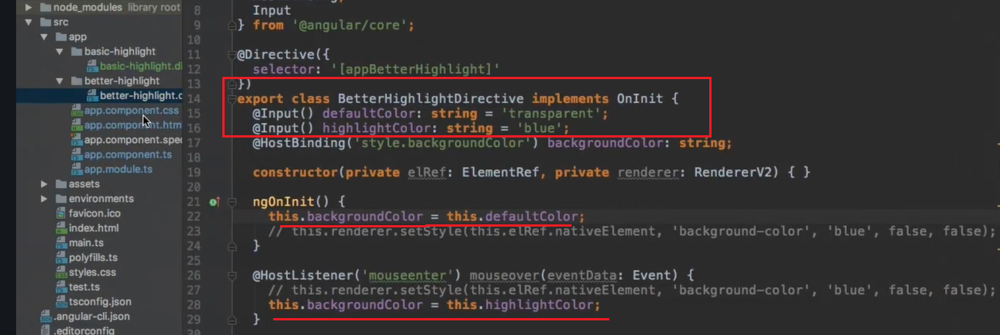 node_modules library root
src
app
basic-highlight
basic-highlight.di
better-highlight
better-highlight.d
app.component.css
app.component.htm
app.component.spec
app.component.ts
app.module.ts
assets
environments
favicon.ico
index.html
main.ts
polyfills.ts
styles.css
test.ts
tsconfig.json
.angular-cli.json
.editorconfig
8 Input
9 } from '@angular/core';
10
11 @Directive({
12 selector: '[appBetterHighlight]'
13 })
14 export class BetterHighlightDirective implements OnInit {
15 @Input() defaultColor: string = 'transparent';
16 @Input() highlightColor: string = 'blue';
17 @HostBinding('style.backgroundColor') backgroundColor: string;
18
19 constructor(private elRef: ElementRef, private renderer: RendererV2) { }
20
21 ngOnInit() {
22 this.backgroundColor = this.defaultColor;
23 // this.renderer.setStyle(this.elRef.nativeElement, 'background-color', 'blue', false, false);
24 }
25
26 @HostListener('mouseenter') mouseover(eventData: Event) {
27 // this.renderer.setStyle(this.elRef.nativeElement, 'background-color', 'blue', false, false);
28 this.backgroundColor = this.highlightColor;
29 }
30